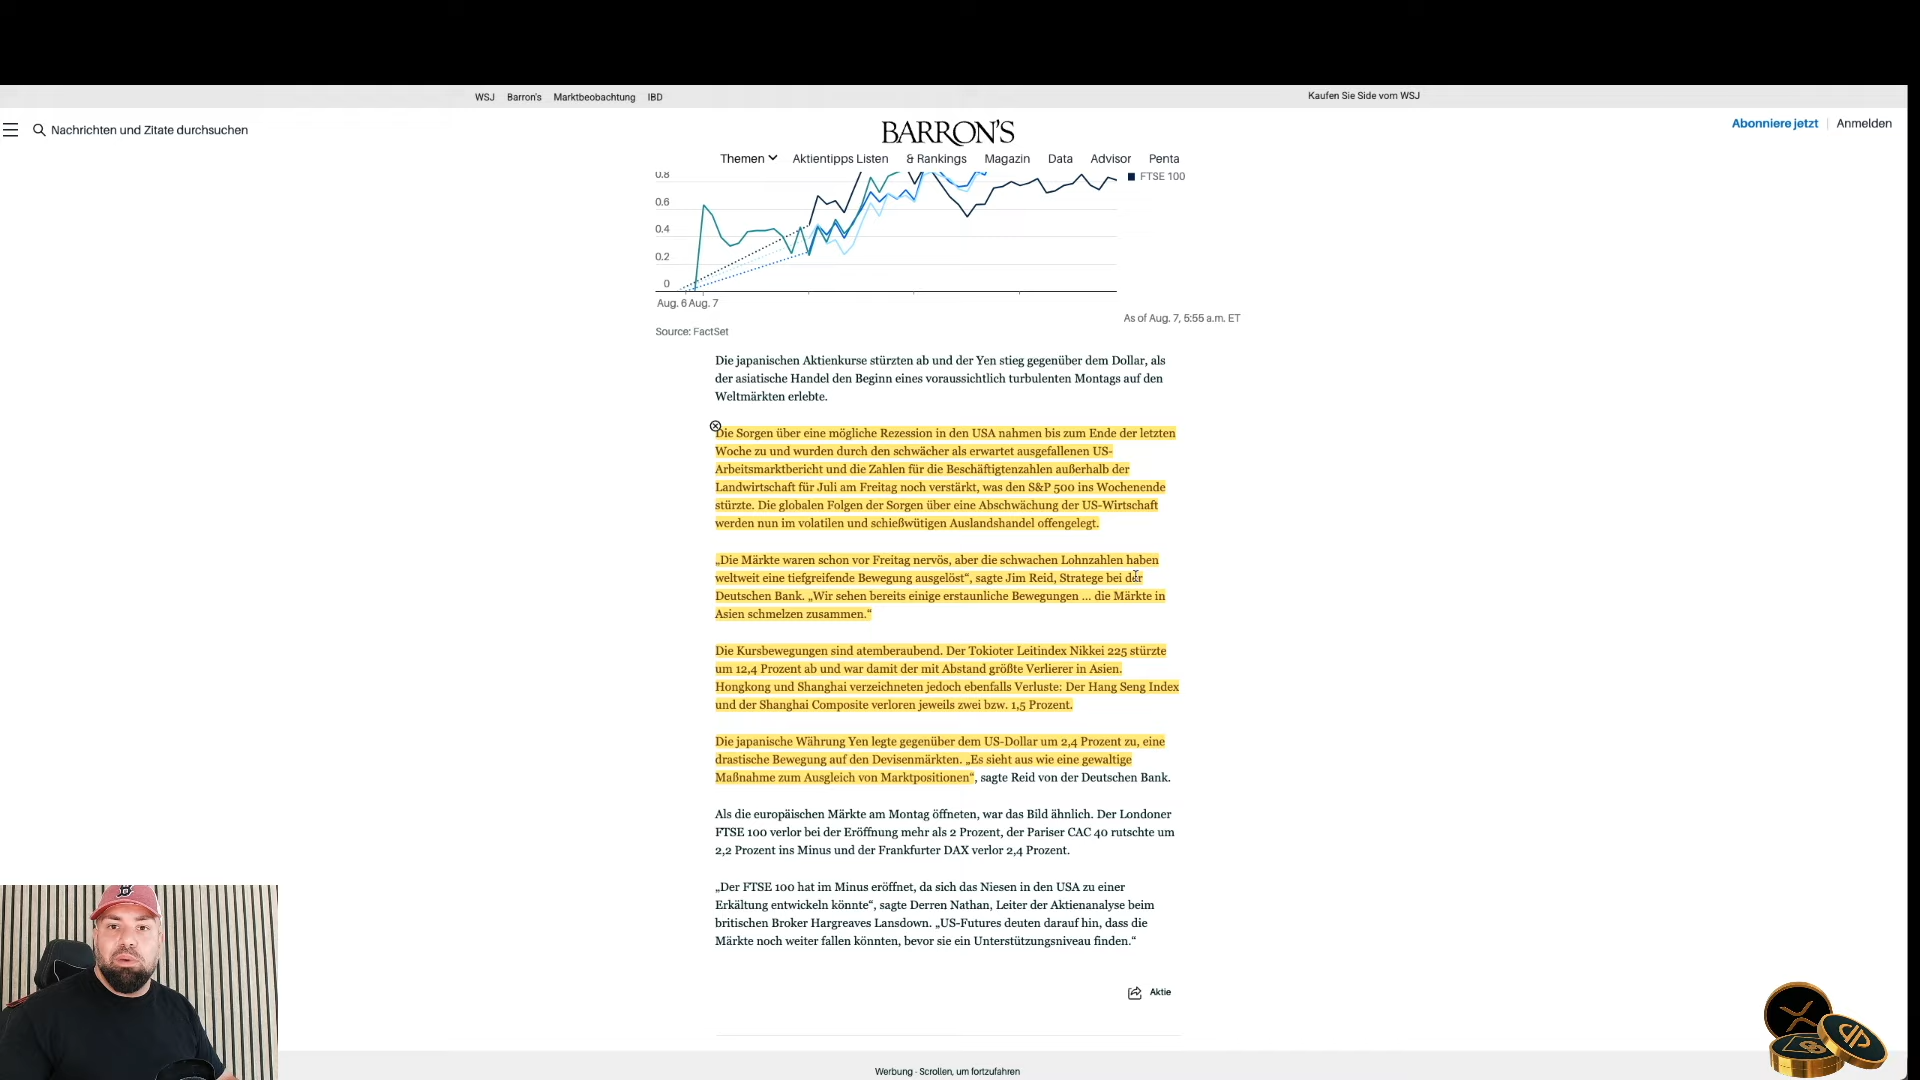 WSJ Barron's Marktbeobachtung IBD
Kaufen Sie Side vom WSJ
Nachrichten und Zitate durchsuchen
BARRON'S
Abonniere jetzt Anmelden
Themen Aktientipps Listen & Rankings Magazin Data Advisor Penta
0.8
FTSE 100
0.6
0.4
0.2
0
Aug. 6 Aug. 7
As of Aug. 7, 5:55 a.m. ET
Source: FactSet
Die japanischen Aktienkurse stürzten ab und der Yen stieg gegenüber dem Dollar, als
der asiatische Handel den Beginn eines voraussichtlich turbulenten Montags auf den
Weltmärkten erlebte.
Die Sorgen über eine mögliche Rezession in den USA nahmen bis zum Ende der letzten
Woche zu und wurden durch den schwächer als erwartet ausgefallenen US-
Arbeitsmarktbericht und die Zahlen für die Beschäftigtenzahlen außerhalb der
Landwirtschaft für Juli am Freitag noch verstärkt, was den S&P 500 ins Wochenende
stürzte. Die globalen Folgen der Sorgen über eine Abschwächung der US-Wirtschaft
werden nun im volatilen und schießwütigen Auslandshandel offengelegt.
„Die Märkte waren schon vor Freitag nervös, aber die schwachen Lohnzahlen haben
weltweit eine tiefgreifende Bewegung ausgelöst“, sagte Jim Reid, Stratege bei der
Deutschen Bank. „Wir sehen bereits einige erstaunliche Bewegungen ... die Märkte in
Asien schmelzen zusammen.“
Die Kursbewegungen sind atemberaubend. Der Tokioter Leitindex Nikkei 225 stürzte
um 12,4 Prozent ab und war damit der mit Abstand größte Verlierer in Asien.
Hongkong und Shanghai verzeichneten jedoch ebenfalls Verluste: Der Hang Seng Index
und der Shanghai Composite verloren jeweils zwei bzw. 1,5 Prozent.
Die japanische Währung Yen legte gegenüber dem US-Dollar um 2,4 Prozent zu, eine
drastische Bewegung auf den Devisenmärkten. „Es sieht aus wie eine gewaltige
Maßnahme zum Ausgleich von Marktpositionen“, sagte Reid von der Deutschen Bank.
Als die europäischen Märkte am Montag öffneten, war das Bild ähnlich. Der Londoner
FTSE 100 verlor bei der Eröffnung mehr als 2 Prozent, der Pariser CAC 40 rutschte um
2,2 Prozent ins Minus und der Frankfurter DAX verlor 2,4 Prozent.
„Der FTSE 100 hat im Minus eröffnet, da sich das Niesen in den USA zu einer
Erkältung entwickeln könnte“, sagte Derren Nathan, Leiter der Aktienanalyse beim
britischen Broker Hargreaves Lansdown. „US-Futures deuten darauf hin, dass die
Märkte noch weiter fallen könnten, bevor sie ein Unterstützungsniveau finden.“
Aktie
Werbung - Scrollen, um fortzufahren